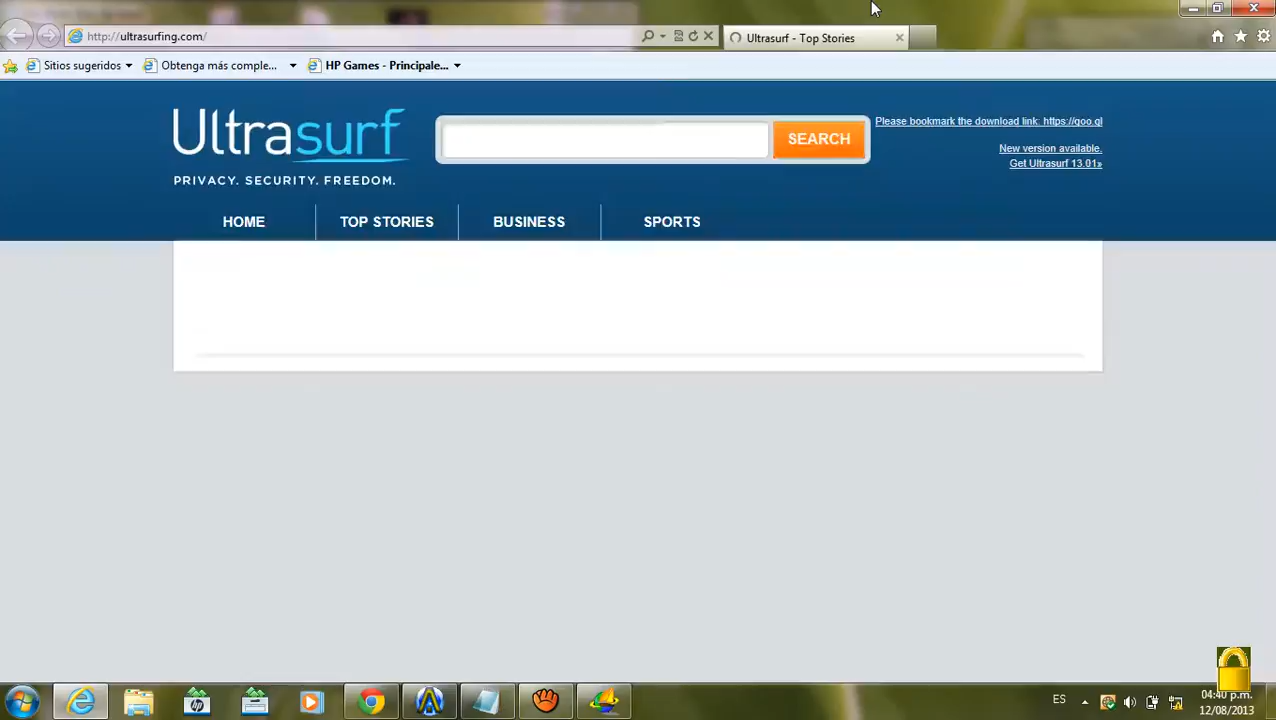 http://ultrasurfing.com/
Ultrasurf - Top Stories
Sitios sugeridos
Obtenga más comple...
HP Games - Principale...
Ultrasurf
PRIVACY. SECURITY. FREEDOM.
SEARCH
Please bookmark the download link: https://goo.gl
New version available.
Get Ultrasurf 13.01»
HOME
TOP STORIES
BUSINESS
SPORTS
hp
ES
04:40 p.m.
12/08/2013